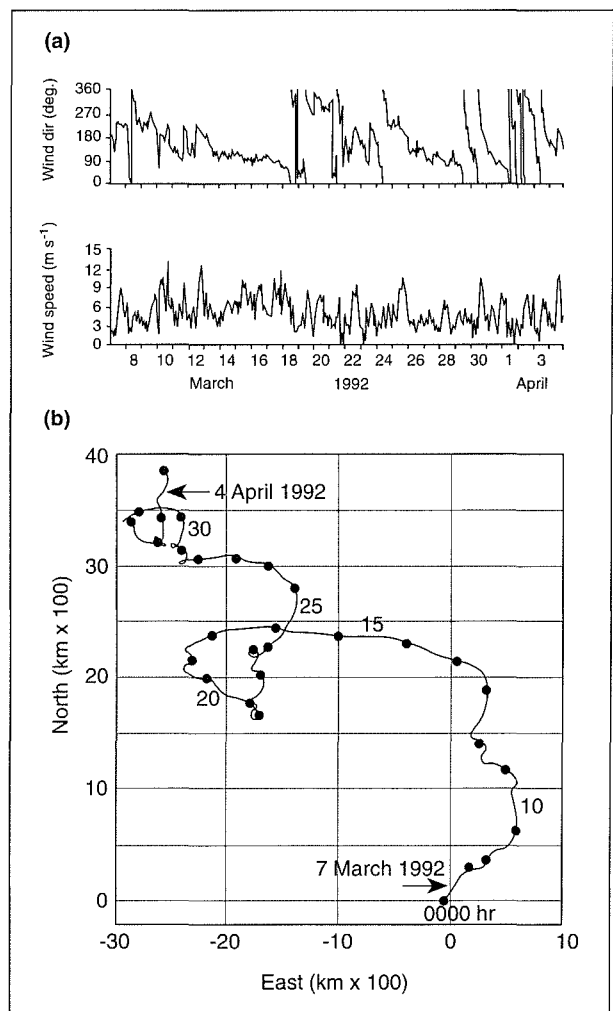 (a)
Wind dir (deg.)
360
270
180
90
0
Wind speed (m s-1)
15
12
9
6
3
0
8 10 12 14 16 18 20 22 24 26 28 30 1 3
March 1992 April
(b)
North (km x 100)
40
30
20
10
0
4 April 1992
30
25
15
20
10
7 March 1992
0000 hr
-30 -20 -10 0 10
East (km x 100)